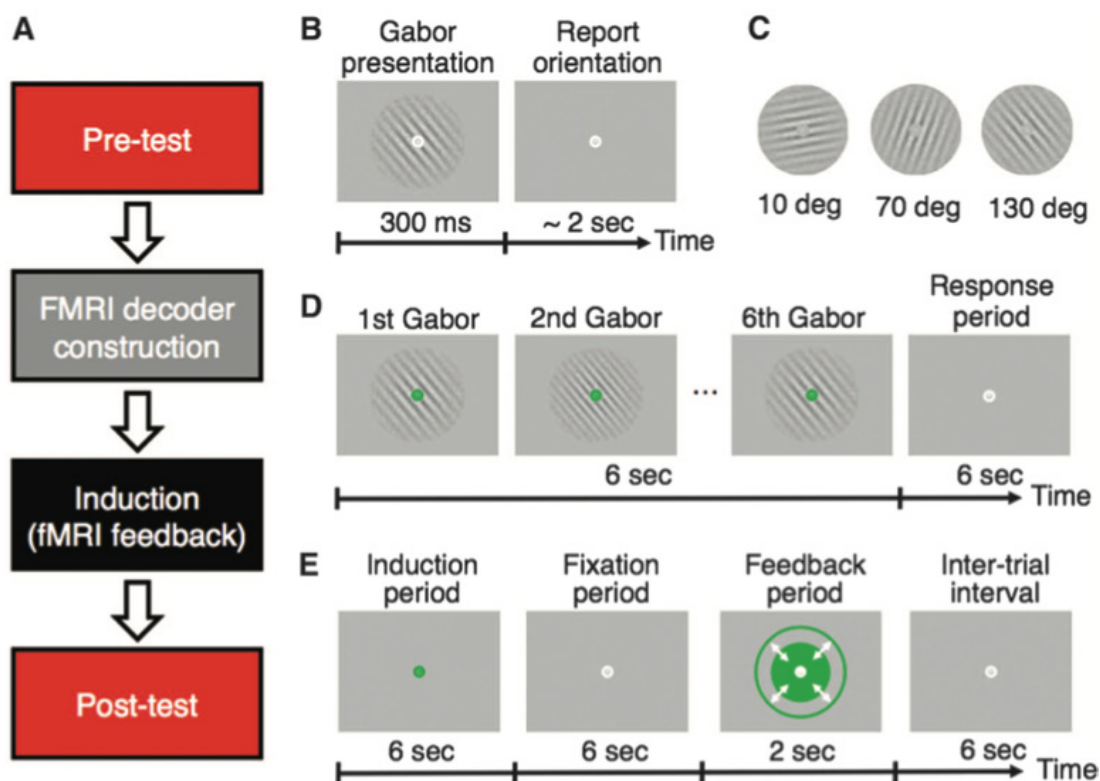 A
Pre-test
FMRI decoder
construction
Induction
(fMRI feedback)
Post-test
B
Gabor
presentation
Report
orientation
300 ms
~ 2 sec
Time
C
10 deg
70 deg
130 deg
D
1st Gabor
2nd Gabor
...
6th Gabor
Response
period
6 sec
6 sec
Time
E
Induction
period
Fixation
period
Feedback
period
Inter-trial
interval
6 sec
6 sec
2 sec
6 sec
Time